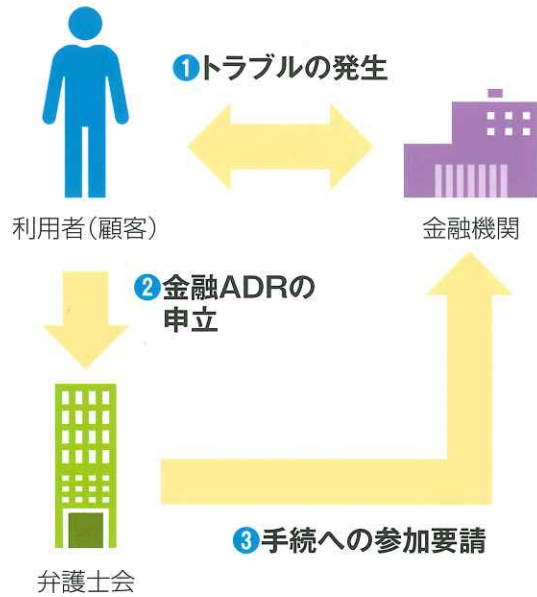 ❶トラブルの発生
利用者(顧客)
金融機関
❷金融ADRの
申立
❸手続への参加要請
弁護士会